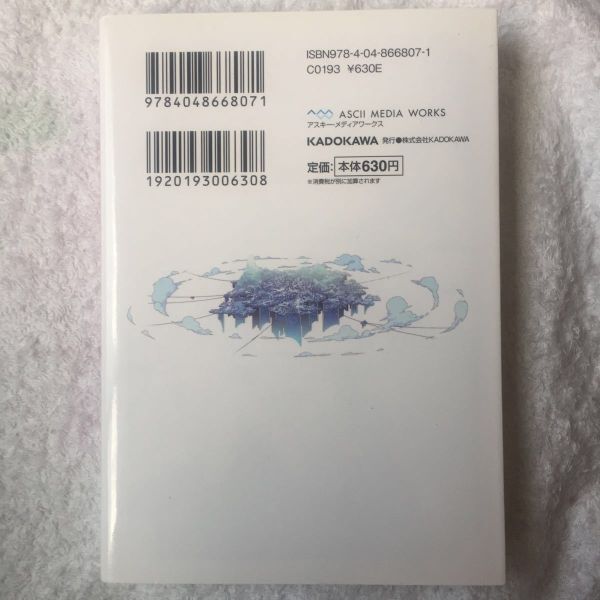 ISBN978-4-04-866807-1
C0193 ¥630E
9784048668071
ASCII MEDIA WORKS
アスキー・メディアワークス
KADOKAWA 発行●株式会社KADOKAWA
1920193006308
定価: 本体630円
※消費税が別に加算されます